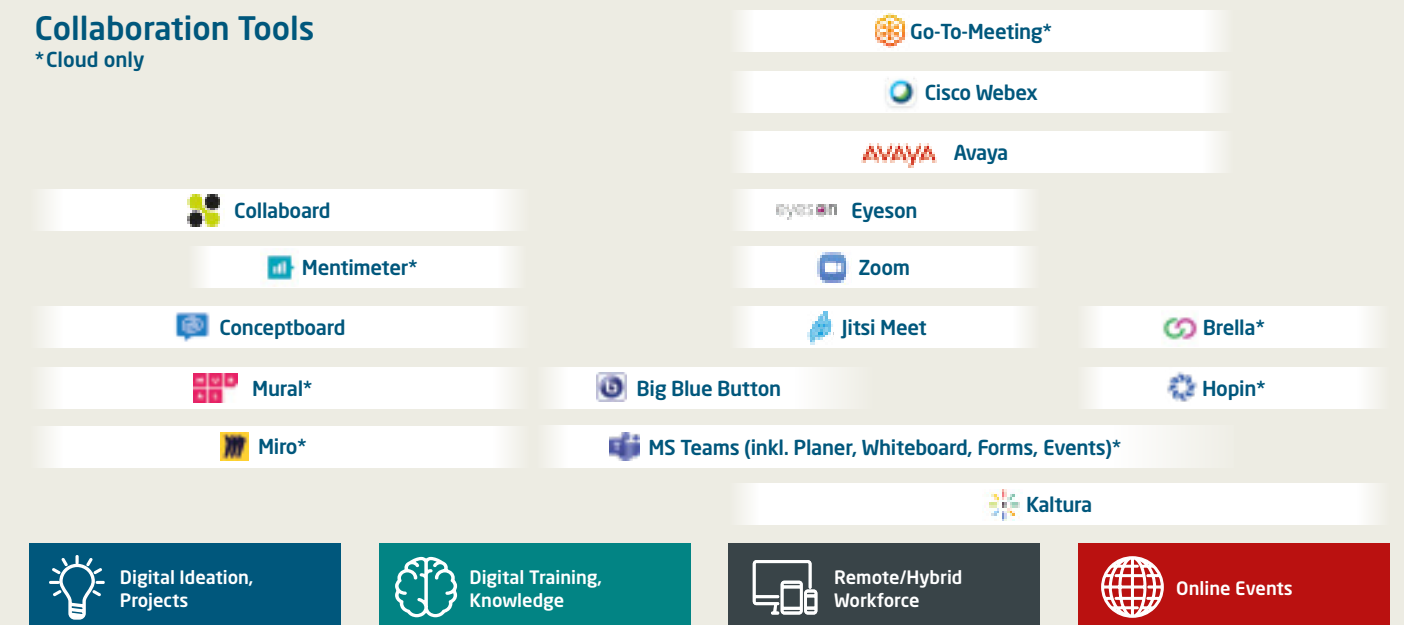 Collaboration Tools
*Cloud only
Go-To-Meeting*
Cisco Webex
AVAYA Avaya
Collaboard
eyeson Eyeson
Mentimeter*
Zoom
Conceptboard
Jitsi Meet
Brella*
Mural*
Big Blue Button
Hopin*
Miro*
MS Teams (inkl. Planer, Whiteboard, Forms, Events)*
Kaltura
Digital Ideation,
Projects
Digital Training,
Knowledge
Remote/Hybrid
Workforce
Online Events